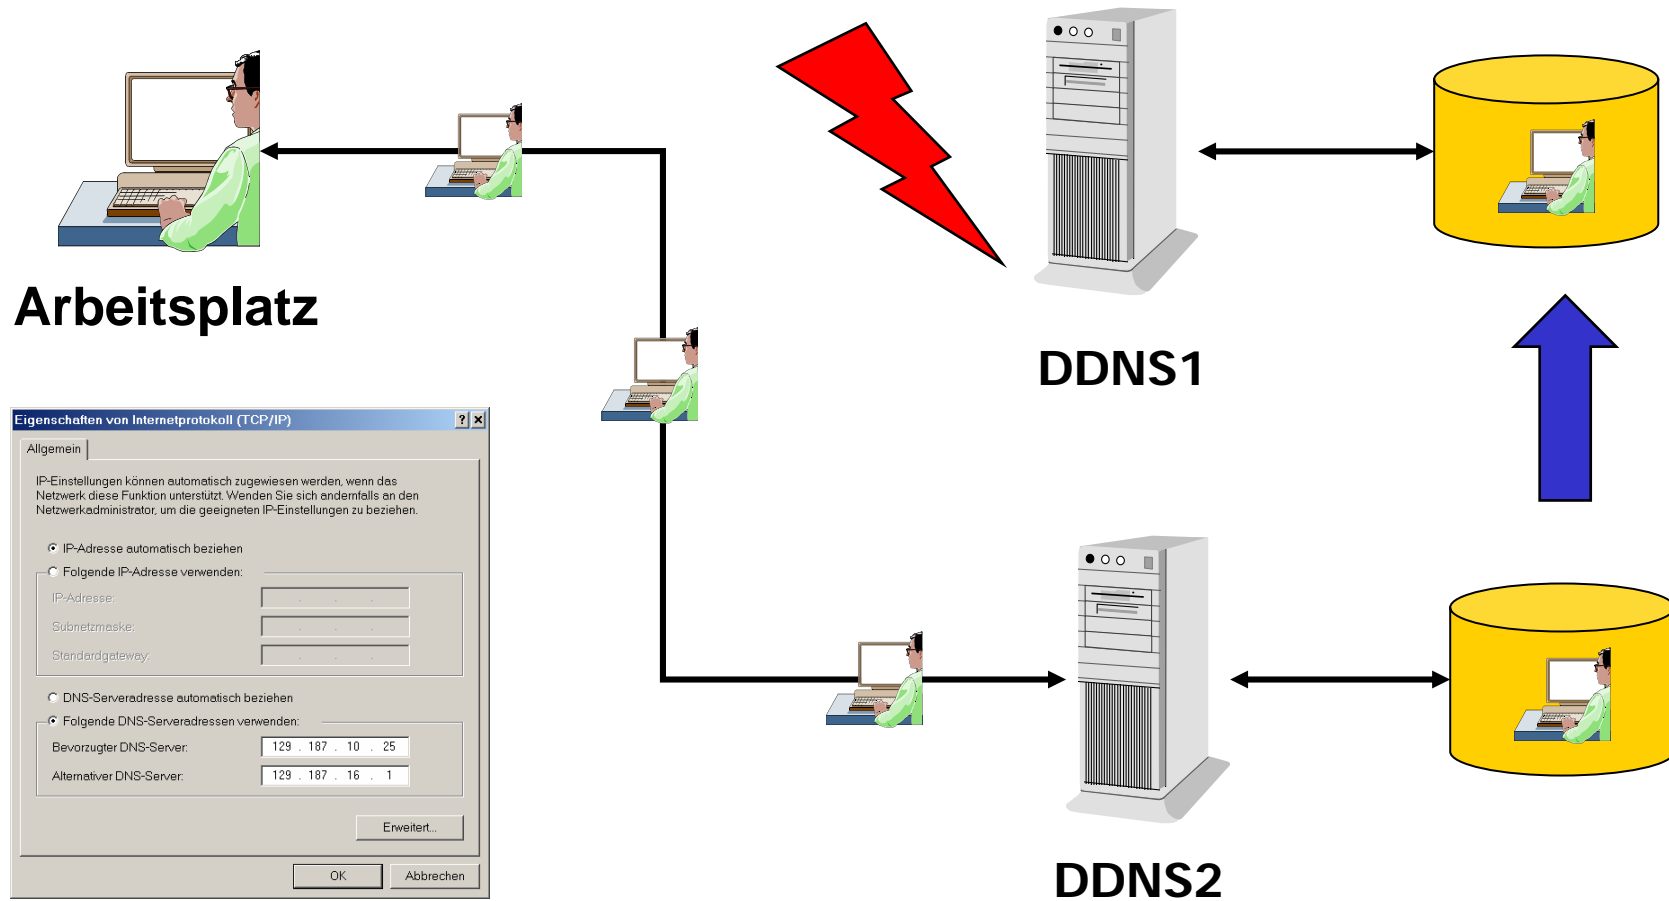 Arbeitsplatz
DDNS1
Eigenschaften von Internetprotokoll (TCP/IP)
Allgemein
IP-Einstellungen können automatisch zugewiesen werden, wenn das
Netzwerk diese Funktion unterstützt. Wenden Sie sich andernfalls an den
Netzwerkadministrator, um die geeigneten IP-Einstellungen zu beziehen.
IP-Adresse automatisch beziehen
Folgende IP-Adresse verwenden:
IP-Adresse:
Subnetzmaske:
Standardgateway:
DNS-Serveradresse automatisch beziehen
Folgende DNS-Serveradressen verwenden:
Bevorzugter DNS-Server: 129 . 187 . 10 . 25
Alternativer DNS-Server: 129 . 187 . 16 . 1
Erweitert...
OK Abbrechen
DDNS2